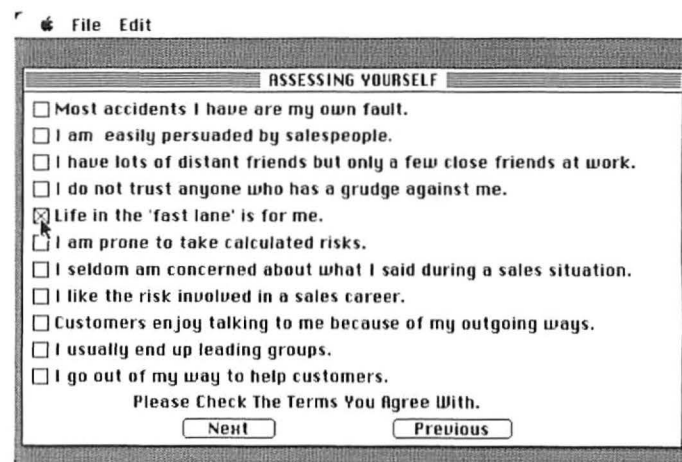 File Edit
ASSESSING YOURSELF
Most accidents I have are my own fault.
I am easily persuaded by salespeople.
I have lots of distant friends but only a few close friends at work.
I do not trust anyone who has a grudge against me.
Life in the 'fast lane' is for me.
I am prone to take calculated risks.
I seldom am concerned about what I said during a sales situation.
I like the risk involved in a sales career.
Customers enjoy talking to me because of my outgoing ways.
I usually end up leading groups.
I go out of my way to help customers.
Please Check The Terms You Agree With.
Next Previous